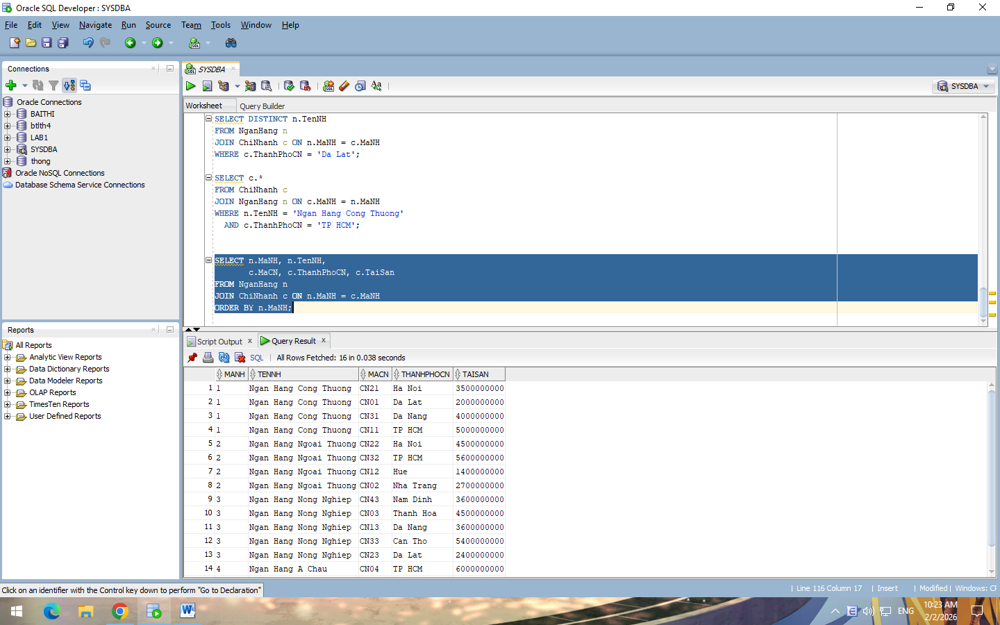 Oracle SQL Developer : SYSDBA
File Edit View Navigate Run Source Team Tools Window Help
Connections
Oracle Connections
BAITHI
btlth4
LAB1
SYSDBA
thong
Oracle NoSQL Connections
Database Schema Service Connections
Reports
All Reports
Analytic View Reports
Data Dictionary Reports
Data Modeler Reports
OLAP Reports
TimesTen Reports
User Defined Reports
SYSDBA
SYSDBA
Worksheet Query Builder
SELECT DISTINCT n.TenNH
FROM NganHang n
JOIN ChiNhanh c ON n.MaNH = c.MaNH
WHERE c.ThanhPhoCN = 'Da Lat';
SELECT c.*
FROM ChiNhanh c
JOIN NganHang n ON c.MaNH = n.MaNH
WHERE n.TenNH = 'Ngan Hang Cong Thuong'
AND c.ThanhPhoCN = 'TP HCM';
SELECT n.MaNH, n.TenNH,
c.MaCN, c.ThanhPhoCN, c.TaiSan
FROM NganHang n
JOIN ChiNhanh c ON n.MaNH = c.MaNH
ORDER BY n.MaNH;
Script Output Query Result
SQL All Rows Fetched: 16 in 0.038 seconds
MANH TENNH MACN THANHPHOCN TAISAN
1 1 Ngan Hang Cong Thuong CN21 Ha Noi 3500000000
2 1 Ngan Hang Cong Thuong CN01 Da Lat 2000000000
3 1 Ngan Hang Cong Thuong CN31 Da Nang 4000000000
4 1 Ngan Hang Cong Thuong CN11 TP HCM 5000000000
5 2 Ngan Hang Ngoai Thuong CN22 Ha Noi 4500000000
6 2 Ngan Hang Ngoai Thuong CN32 TP HCM 5600000000
7 2 Ngan Hang Ngoai Thuong CN12 Hue 1400000000
8 2 Ngan Hang Ngoai Thuong CN02 Nha Trang 2700000000
9 3 Ngan Hang Nong Nghiep CN43 Nam Dinh 3600000000
10 3 Ngan Hang Nong Nghiep CN03 Thanh Hoa 4500000000
11 3 Ngan Hang Nong Nghiep CN13 Da Nang 3600000000
12 3 Ngan Hang Nong Nghiep CN33 Can Tho 5400000000
13 3 Ngan Hang Nong Nghiep CN23 Da Lat 2400000000
14 4 Ngan Hang A Chau CN04 TP HCM 6000000000
Click on an identifier with the Control key down to perform "Go to Declaration"
Line 116 Column 17 Insert Modified Windows: CR
ENG
10:23 AM
2/2/2026